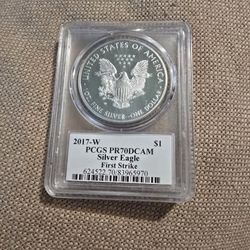 UNITED STATES OF AMERICA
1 OZ. FINE SILVER~ONE DOLLAR
2017-W $1
PCGS PR70DCAM
Silver Eagle
First Strike
624522.70/83965970